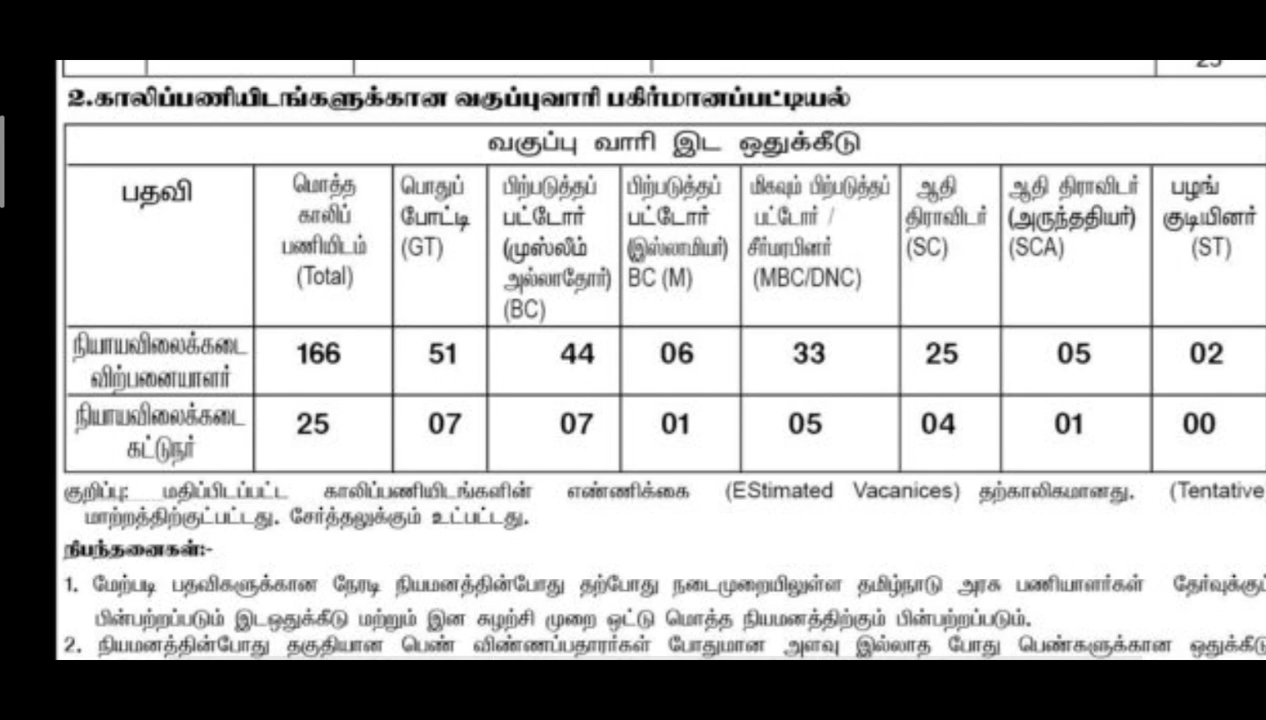 25
2.காலிப்பணியிடங்களுக்கான வகுப்புவாரி பகிர்மானப்பட்டியல்
வகுப்பு வாரி இட ஒதுக்கீடு
பதவி
மொத்த
காலிப்
பணியிடம்
(Total)
பொதுப்
போட்டி
(GT)
பிற்படுத்தப்
பட்டோர்
(முஸ்லீம்
அல்லாதோர்)
(BC)
பிற்படுத்தப்
பட்டோர்
(இஸ்லாமியர்)
BC (M)
மிகவும் பிற்படுத்தப்
பட்டோர் /
சீர்மரபினர்
(MBC/DNC)
ஆதி
திராவிடர்
(SC)
ஆதி திராவிடர்
(அருந்ததியர்)
(SCA)
பழங்
குடியினர்
(ST)
நியாயவிலைக்கடை
விற்பனையாளர்
166 51 44 06 33 25 05 02
நியாயவிலைக்கடை
கட்டுநர்
25 07 07 01 05 04 01 00
குறிப்பு: மதிப்பிடப்பட்ட காலிப்பணியிடங்களின் எண்ணிக்கை (EStimated Vacanices) தற்காலிகமானது. (Tentative
மாற்றத்திற்குட்பட்டது. சேர்த்தலுக்கும் உட்பட்டது.
நிபந்தனைகள்:-
1. மேற்படி பதவிகளுக்கான நேரடி நியமனத்தின்போது தற்போது நடைமுறையிலுள்ள தமிழ்நாடு அரசு பணியாளர்கள் தேர்வுக்குப்
பின்பற்றப்படும் இடஒதுக்கீடு மற்றும் இன சுழற்சி முறை ஒட்டு மொத்த நியமனத்திற்கும் பின்பற்றப்படும்.
2. நியமனத்தின்போது தகுதியான பெண் விண்ணப்பதாரர்கள் போதுமான அளவு இல்லாத போது பெண்களுக்கான ஒதுக்கீடு